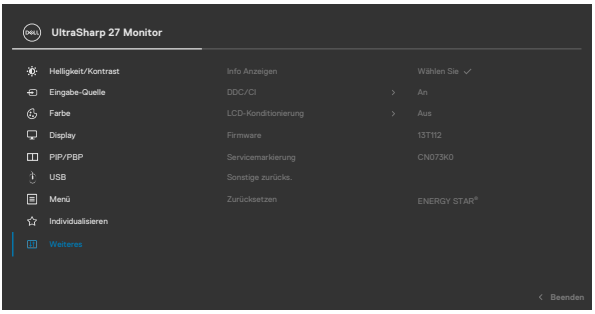 DELL UltraSharp 27 Monitor
Helligkeit/Kontrast Info Anzeigen Wählen Sie ✓
Eingabe-Quelle DDC/CI > An
Farbe LCD-Konditionierung > Aus
Display Firmware 13T112
PIP/PBP Servicemarkierung CN073K0
USB Sonstige zurücks.
Menü Zurücksetzen ENERGY STAR®
Individualisieren
Weiteres
< Beenden